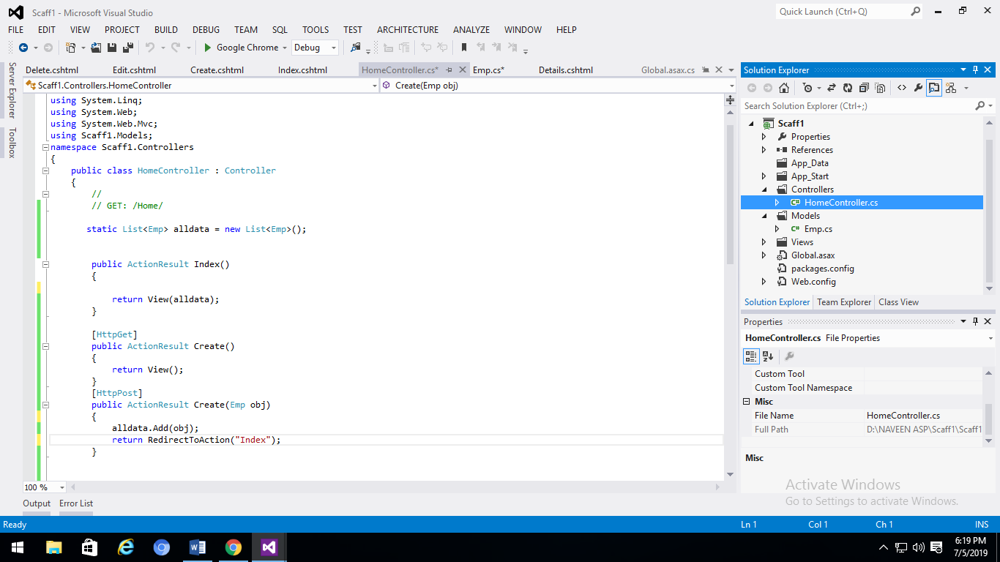 Scaff1 - Microsoft Visual Studio
Quick Launch (Ctrl+Q)
FILE EDIT VIEW PROJECT BUILD DEBUG TEAM SQL TOOLS TEST ARCHITECTURE ANALYZE WINDOW HELP
Google Chrome Debug
Server Explorer
Toolbox
Delete.cshtml Edit.cshtml Create.cshtml Index.cshtml HomeController.cs* Emp.cs* Details.cshtml Global.asax.cs
Scaff1.Controllers.HomeController Create(Emp obj)
using System.Linq;
using System.Web;
using System.Web.Mvc;
using Scaff1.Models;
namespace Scaff1.Controllers
{
public class HomeController : Controller
{
//
// GET: /Home/
static List<Emp> alldata = new List<Emp>();
public ActionResult Index()
{
return View(alldata);
}
[HttpGet]
public ActionResult Create()
{
return View();
}
[HttpPost]
public ActionResult Create(Emp obj)
{
alldata.Add(obj);
return RedirectToAction("Index");
}
100 %
Output Error List
Solution Explorer
Search Solution Explorer (Ctrl+;)
Scaff1
Properties
References
App_Data
App_Start
Controllers
C# HomeController.cs
Models
C# Emp.cs
Views
Global.asax
packages.config
Web.config
Solution Explorer Team Explorer Class View
Properties
HomeController.cs File Properties
Custom Tool
Custom Tool Namespace
Misc
File Name HomeController.cs
Full Path D:\NAVEEN ASP\Scaff1\Scaff1
Misc
Activate Windows
Go to Settings to activate Windows.
Ready Ln 1 Col 1 Ch 1 INS
6:19 PM
7/5/2019